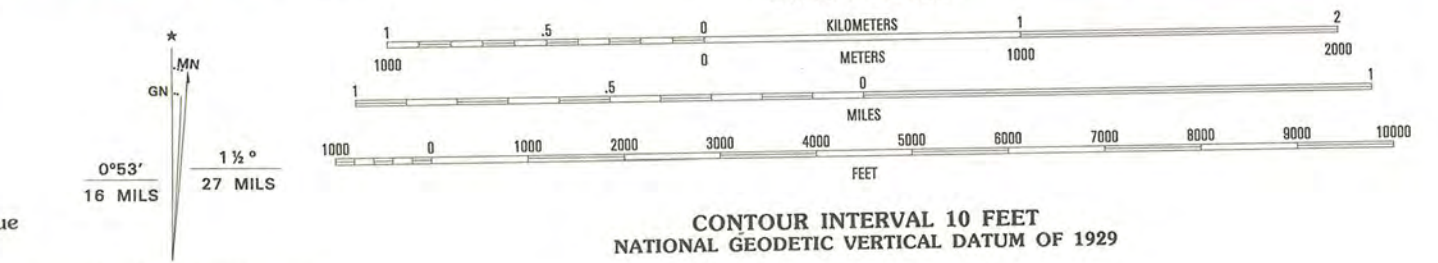 1 .5 0 KILOMETERS 1 2
1000 0 METERS 1000 2000
1 .5 0 1
MILES
1000 0 1000 2000 3000 4000 5000 6000 7000 8000 9000 10000
FEET
★
MN
GN
0°53′ 1½°
16 MILS 27 MILS
ue
CONTOUR INTERVAL 10 FEET
NATIONAL GEODETIC VERTICAL DATUM OF 1929